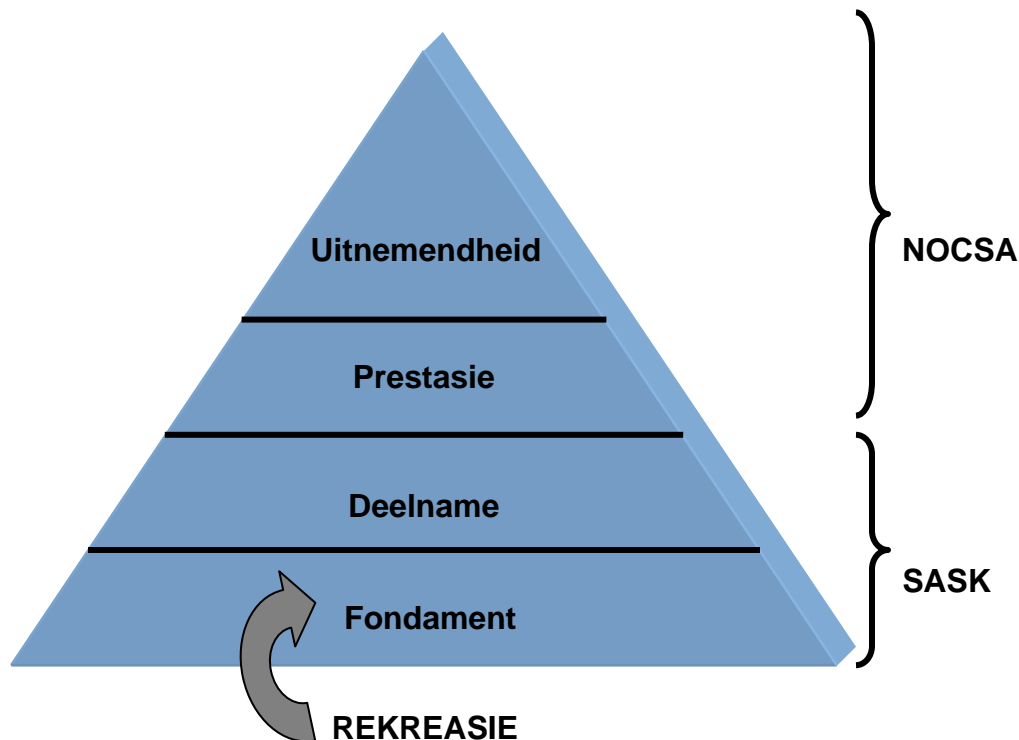 Uitnemendheid
NOCSA
Prestasie
Deelname
SASK
Fondament
REKREASIE